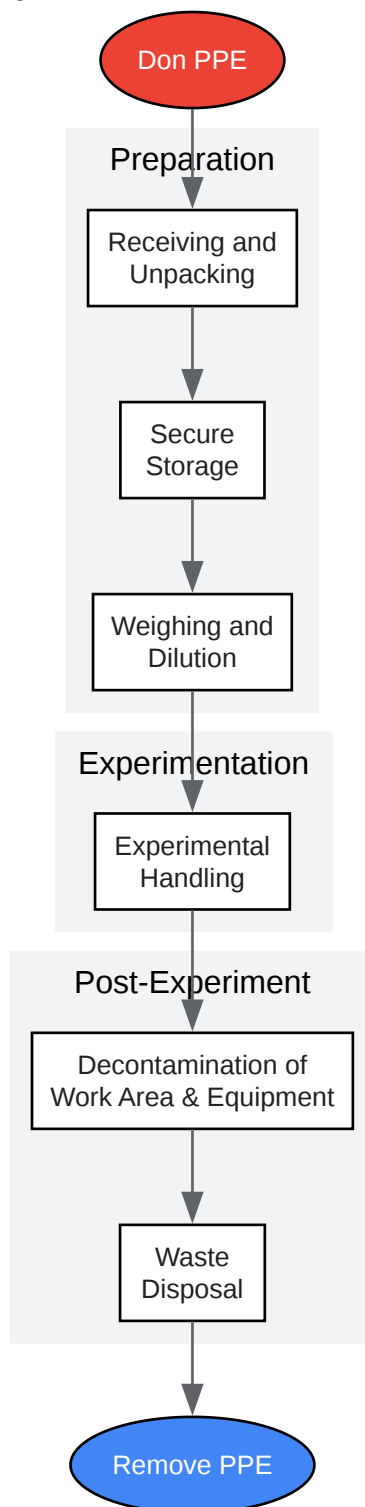 Don PPE
Preparation
Receiving and
Unpacking
Secure
Storage
Weighing and
Dilution
Experimentation
Experimental
Handling
Post-Experiment
Decontamination of
Work Area & Equipment
Waste
Disposal
Remove PPE